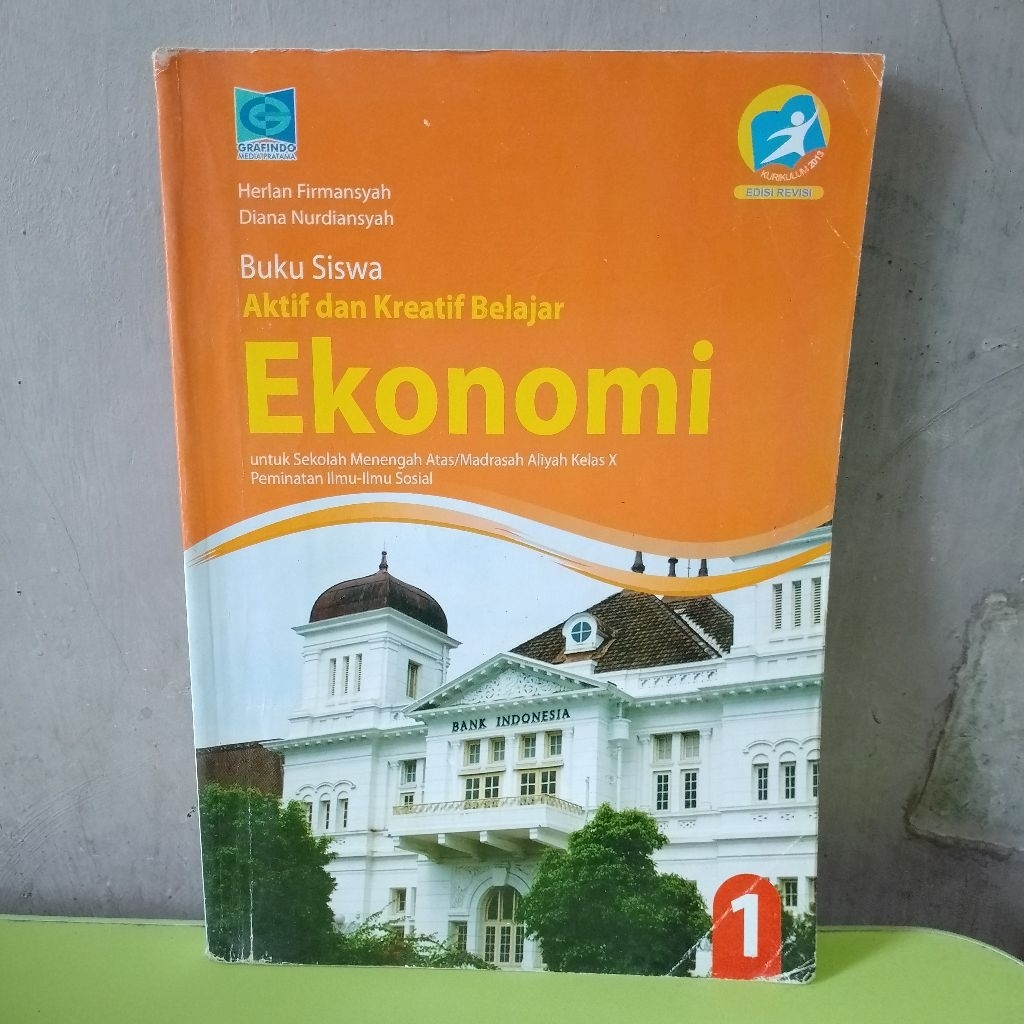 GRAFINDO
MEDIA PRATAMA
KURIKULUM 2013
EDISI REVISI
Herlan Firmansyah
Diana Nurdiansyah
Buku Siswa
Aktif dan Kreatif Belajar
Ekonomi
untuk Sekolah Menengah Atas/Madrasah Aliyah Kelas X
Peminatan Ilmu-Ilmu Sosial
BANK INDONESIA
1